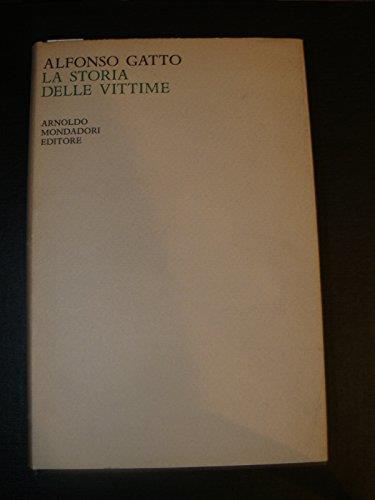 ALFONSO GATTO
LA STORIA
DELLE VITTIME
ARNOLDO
MONDADORI
EDITORE